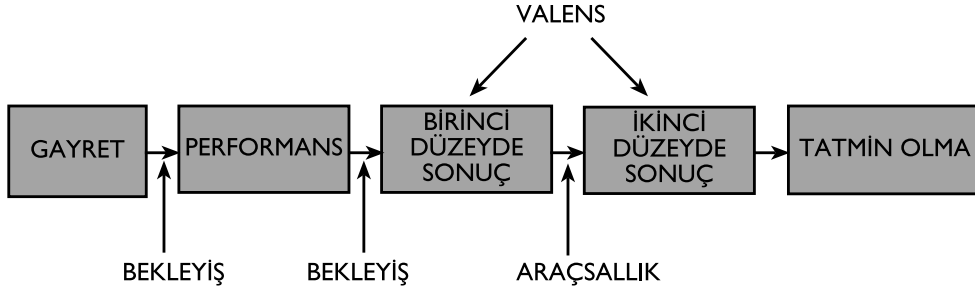 VALENS
GAYRET
PERFORMANS
BİRİNCİ
DÜZEYDE
SONUÇ
İKİNCİ
DÜZEYDE
SONUÇ
TATMİN OLMA
BEKLEYİŞ
BEKLEYİŞ
ARAÇSALLIK